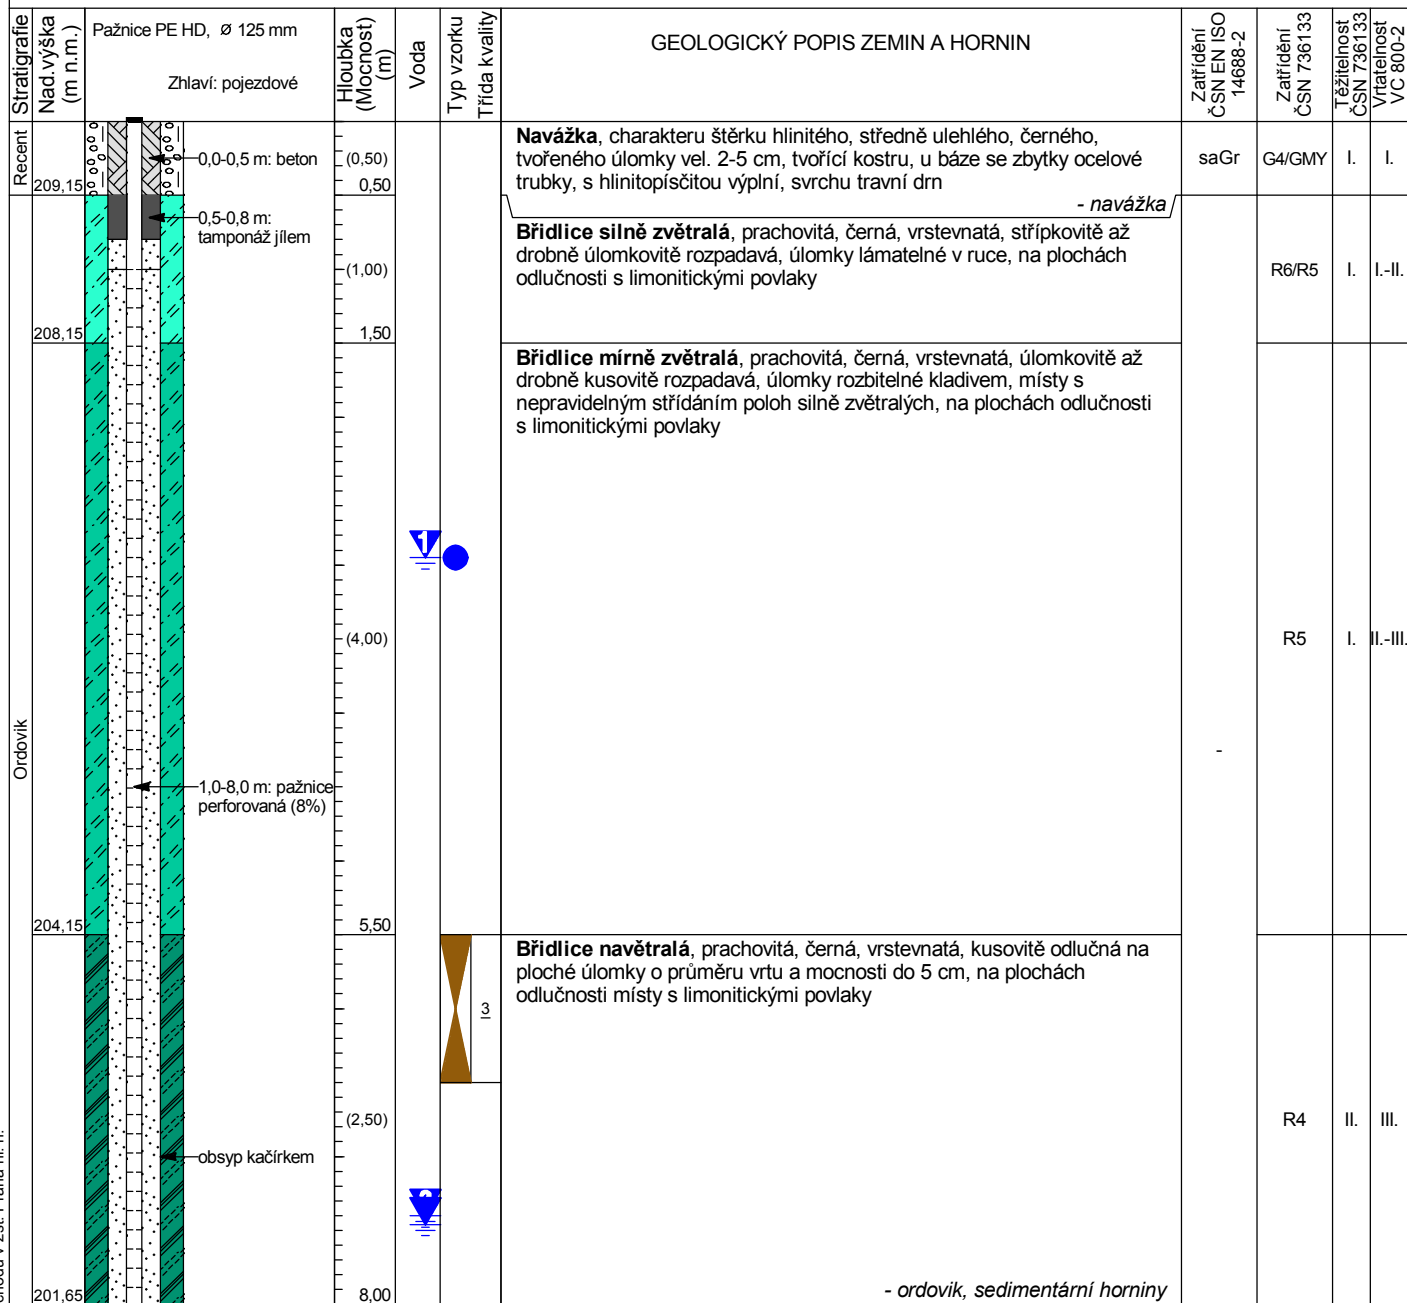 Stratigrafie
Nad.výška
(m n.m.)
Pažnice PE HD, ø 125 mm
Zhlaví: pojezdové
Hloubka
(Mocnost)
(m)
Voda
Typ vzorku
Třída kvality
GEOLOGICKÝ POPIS ZEMIN A HORNIN
Zatřídění
ČSN EN ISO
14688-2
Zatřídění
ČSN 736133
Těžitelnost
ČSN 736133
Vrtatelnost
VC 800-2
Recent
209,15
0,0-0,5 m: beton
(0,50)
0,50
Navážka, charakteru štěrku hlinitého, středně ulehlého, černého,
tvořeného úlomky vel. 2-5 cm, tvořící kostru, u báze se zbytky ocelové
trubky, s hlinitopísčitou výplní, svrchu travní drn
- navážka
saGr
G4/GMY
I.
I.
Ordovik
0,5-0,8 m:
tamponáž jílem
(1,00)
208,15
1,50
Břidlice silně zvětralá, prachovitá, černá, vrstevnatá, střípkovitě až
drobně úlomkovitě rozpadavá, úlomky lámatelné v ruce, na plochách
odlučnosti s limonitickými povlaky
R6/R5
I.
I.-II.
Břidlice mírně zvětralá, prachovitá, černá, vrstevnatá, úlomkovitě až
drobně kusovitě rozpadavá, úlomky rozbitelné kladivem, místy s
nepravidelným střídáním poloh silně zvětralých, na plochách odlučnosti
s limonitickými povlaky
1
(4,00)
R5
I.
II.-III.
-
1,0-8,0 m: pažnice
perforovaná (8%)
204,15
5,50
Břidlice navětralá, prachovitá, černá, vrstevnatá, kusovitě odlučná na
ploché úlomky o průměru vrtu a mocnosti do 5 cm, na plochách
odlučnosti místy s limonitickými povlaky
3
(2,50)
R4
II.
III.
obsyp kačírkem
201,65
8,00
- ordovik, sedimentární horniny